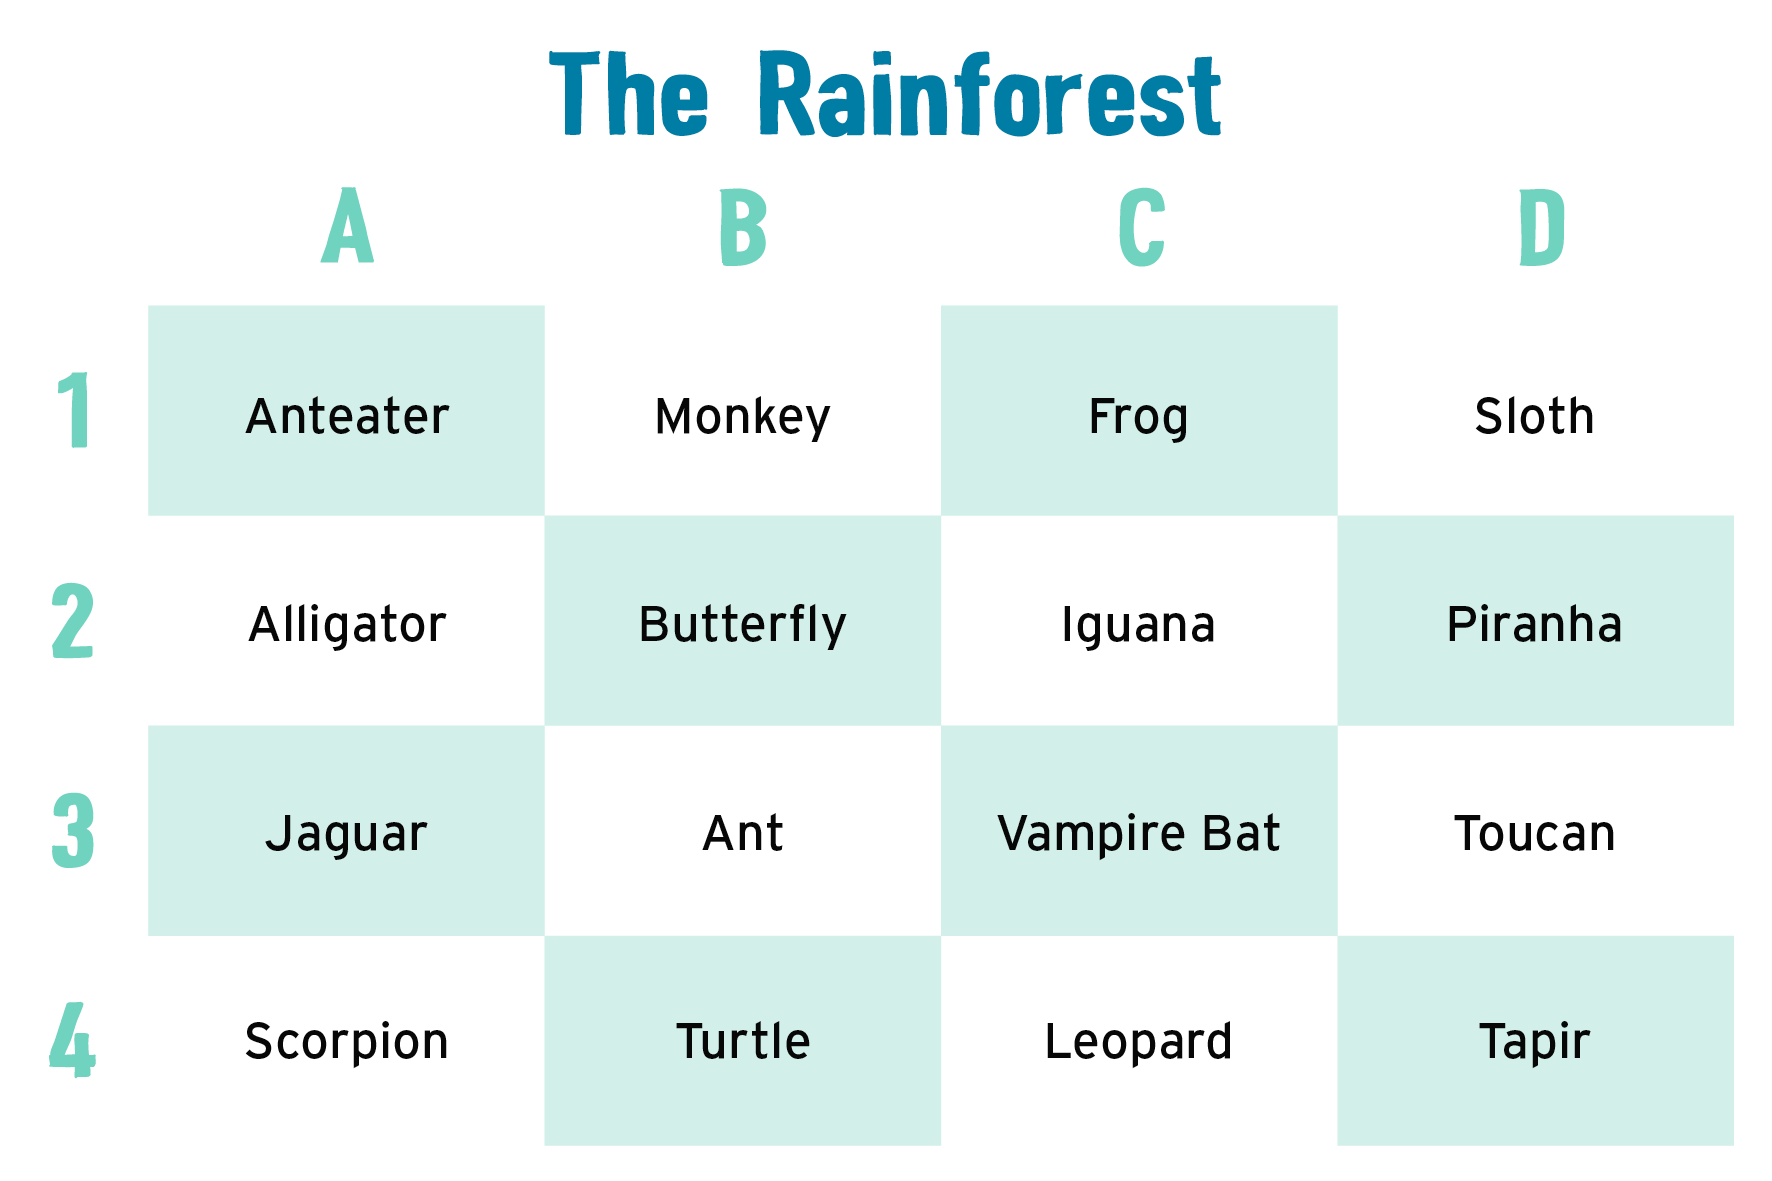 The Rainforest
A B C D
1 Anteater Monkey Frog Sloth
2 Alligator Butterfly Iguana Piranha
3 Jaguar Ant Vampire Bat Toucan
4 Scorpion Turtle Leopard Tapir